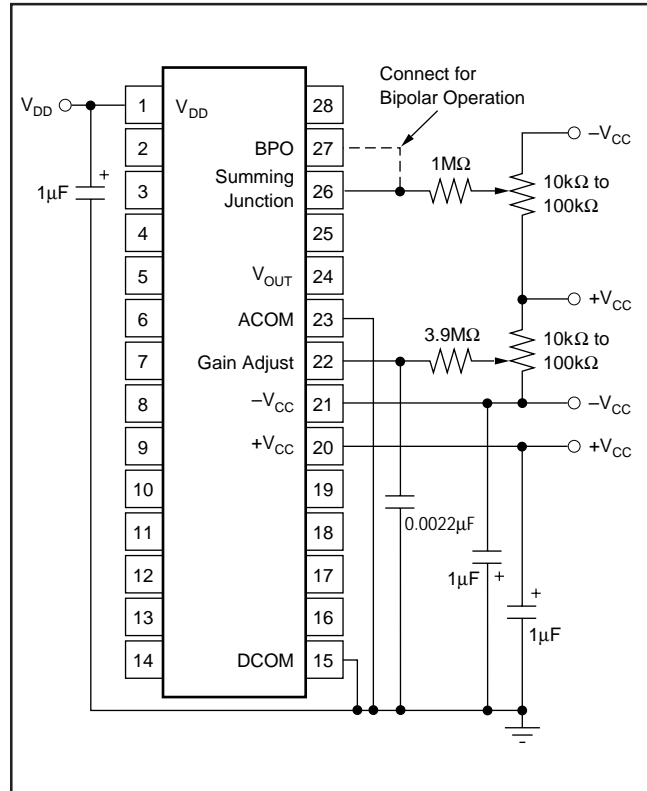 Connect for
Bipolar Operation
V_DD
1
V_DD
28
–V_CC
2
BPO
27
1µF
+
3
Summing
Junction
26
1MΩ
10kΩ to
100kΩ
4
25
5
V_OUT
24
+V_CC
6
ACOM
23
3.9MΩ
10kΩ to
100kΩ
7
Gain Adjust
22
8
–V_CC
21
–V_CC
9
+V_CC
20
+V_CC
10
19
0.0022µF
11
18
12
17
1µF
+
13
16
+
1µF
14
DCOM
15